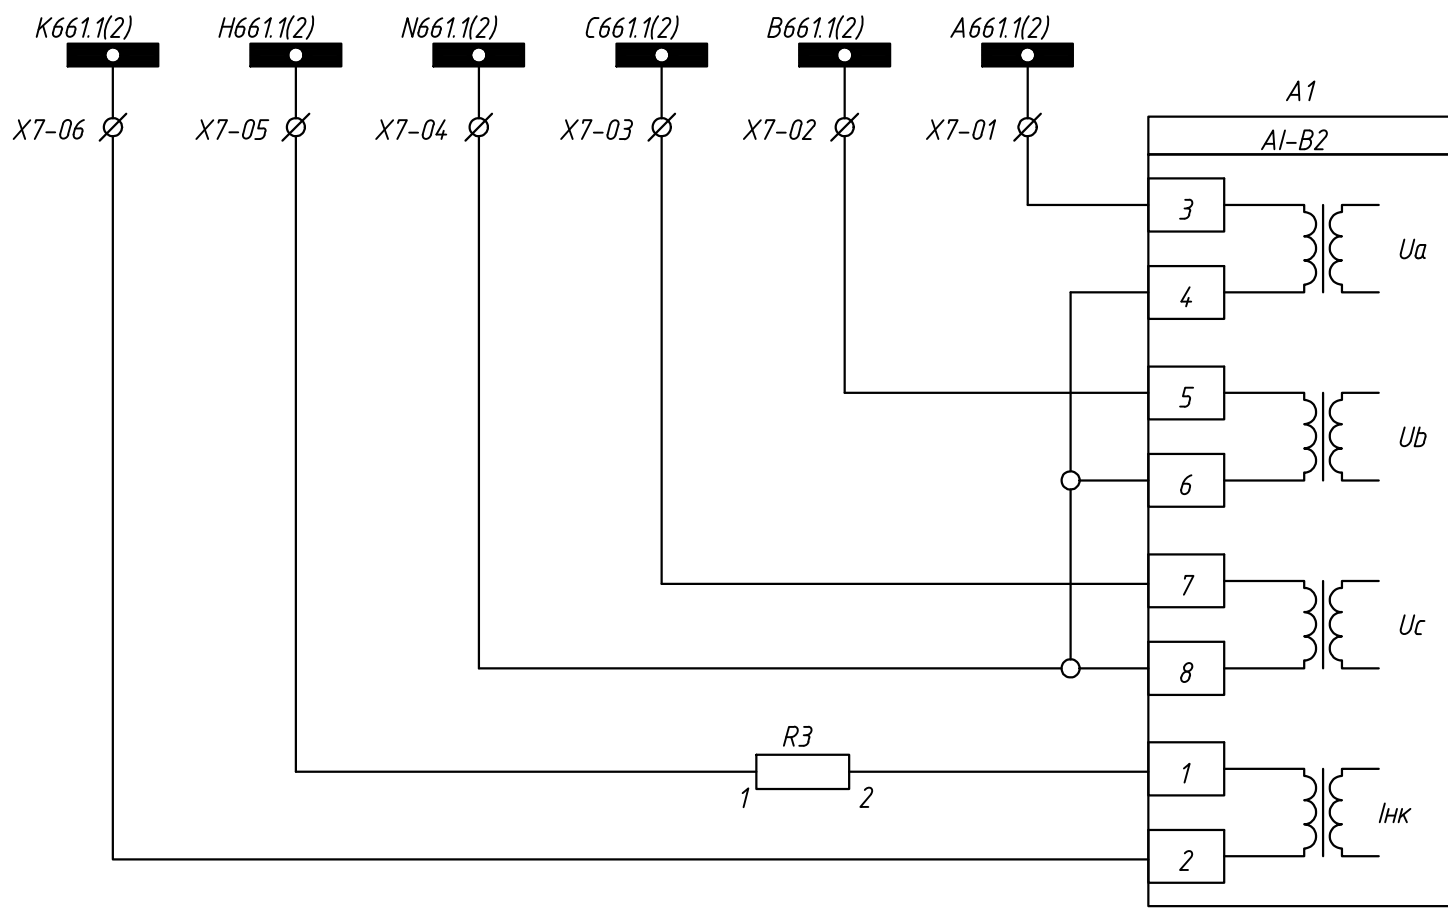 K661.1(2) H661.1(2) N661.1(2) C661.1(2) B661.1(2) A661.1(2)
A1
X7-06 X7-05 X7-04 X7-03 X7-02 X7-01
AI-B2
3
Ua
4
5
Ub
6
7
Uc
8
R3
1
1 2
Iнк
2